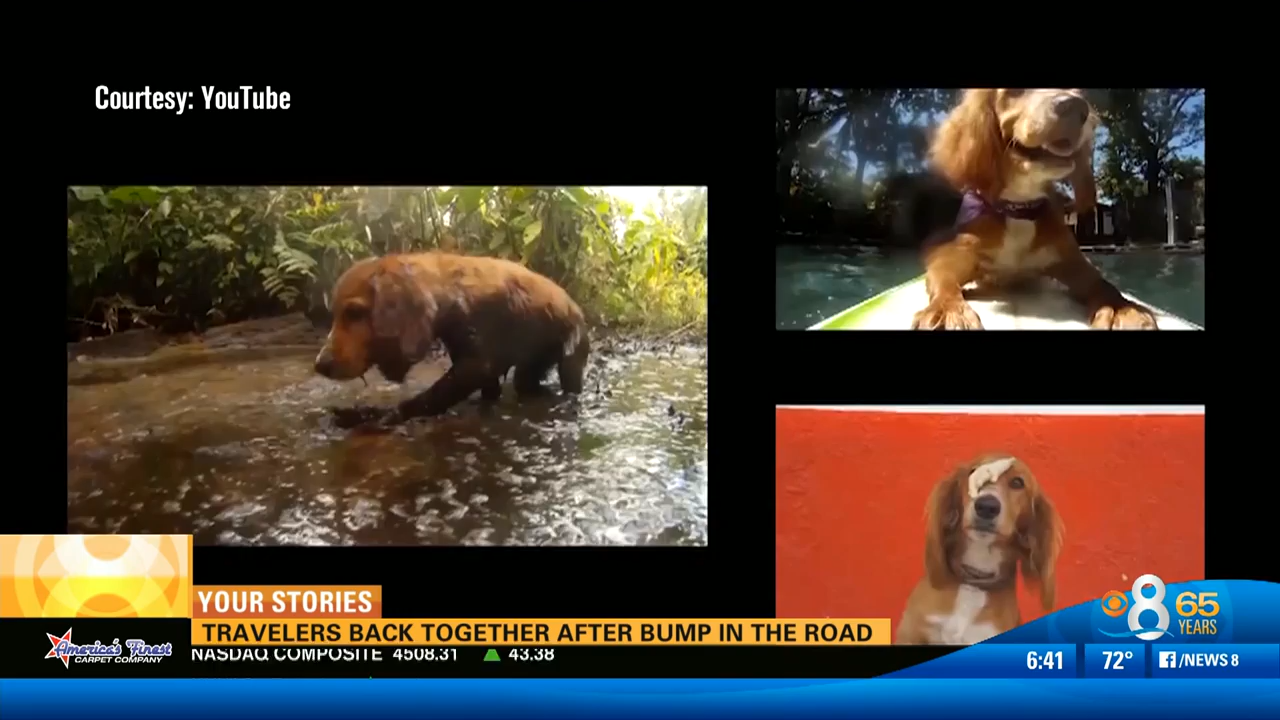 Courtesy: YouTube
YOUR STORIES
TRAVELERS BACK TOGETHER AFTER BUMP IN THE ROAD
America's Finest
CARPET COMPANY
NASDAQ COMPOSITE 4508.31 43.38
8 65
YEARS
6:41 72° f/NEWS 8